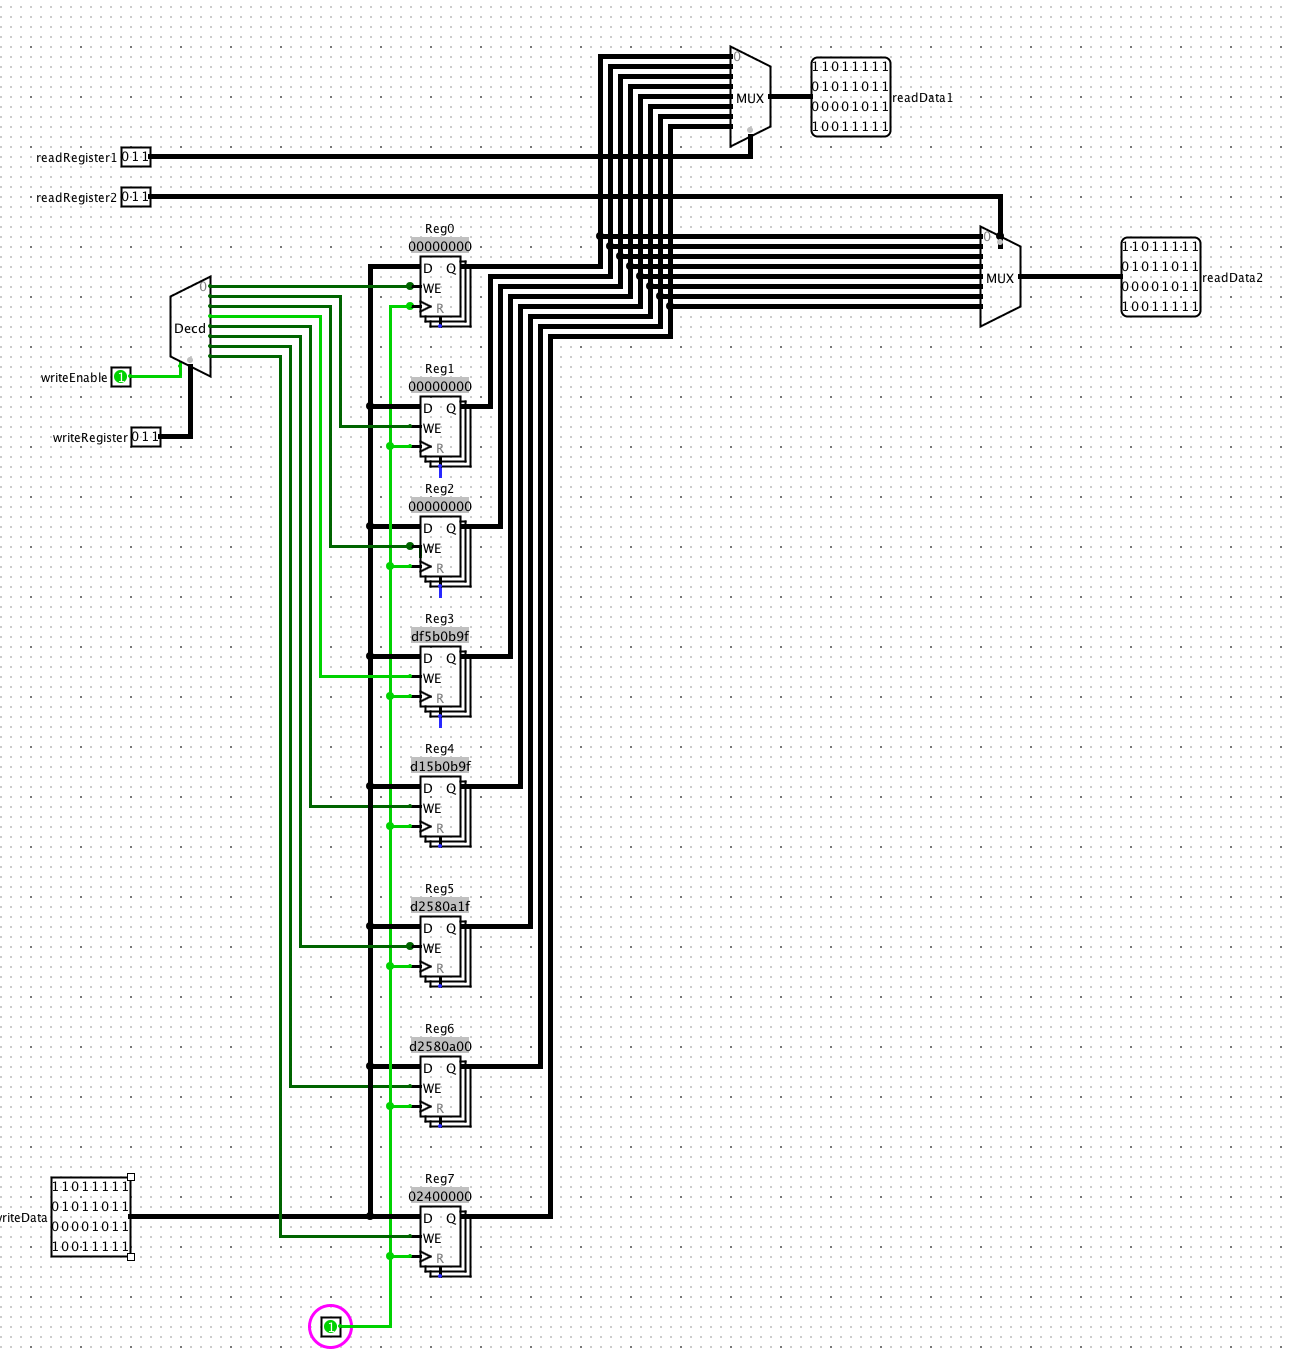 0
MUX
11011111
01011011
00001011
10011111
readData1
readRegister1 011
readRegister2 011
0
MUX
11011111
01011011
00001011
10011111
readData2
0
Decd
writeEnable 1
writeRegister 011
Reg0
00000000
D Q
WE
R
Reg1
00000000
D Q
WE
R
Reg2
00000000
D Q
WE
R
Reg3
df5b0b9f
D Q
WE
R
Reg4
d15b0b9f
D Q
WE
R
Reg5
d2580a1f
D Q
WE
R
Reg6
d2580a00
D Q
WE
R
Reg7
02400000
D Q
WE
R
11011111
01011011
writeData
00001011
10011111
1